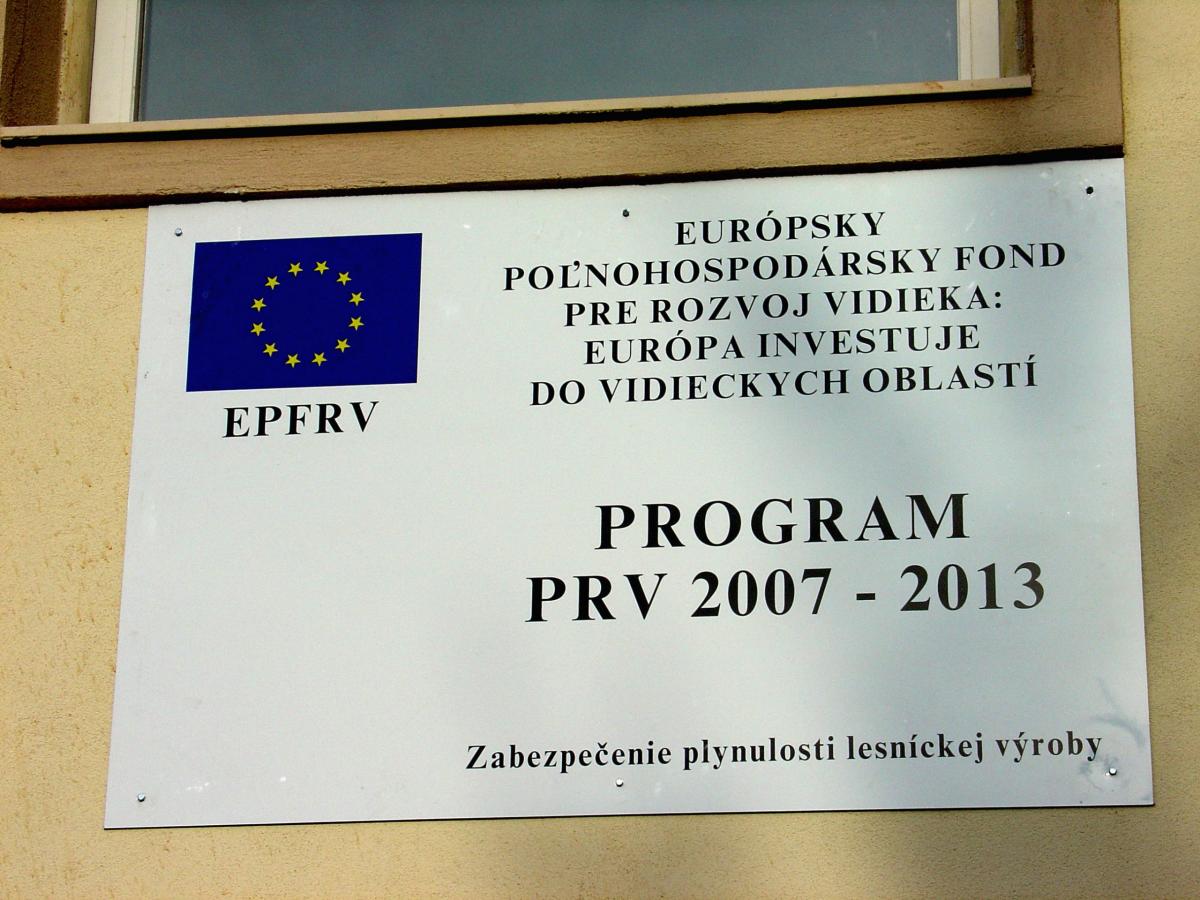 EPFRV
EURÓPSKY
POĽNOHOSPODÁRSKY FOND
PRE ROZVOJ VIDIEKA:
EURÓPA INVESTUJE
DO VIDIECKYCH OBLASTÍ
PROGRAM
PRV 2007 - 2013
Zabezpečenie plynulosti lesníckej výroby